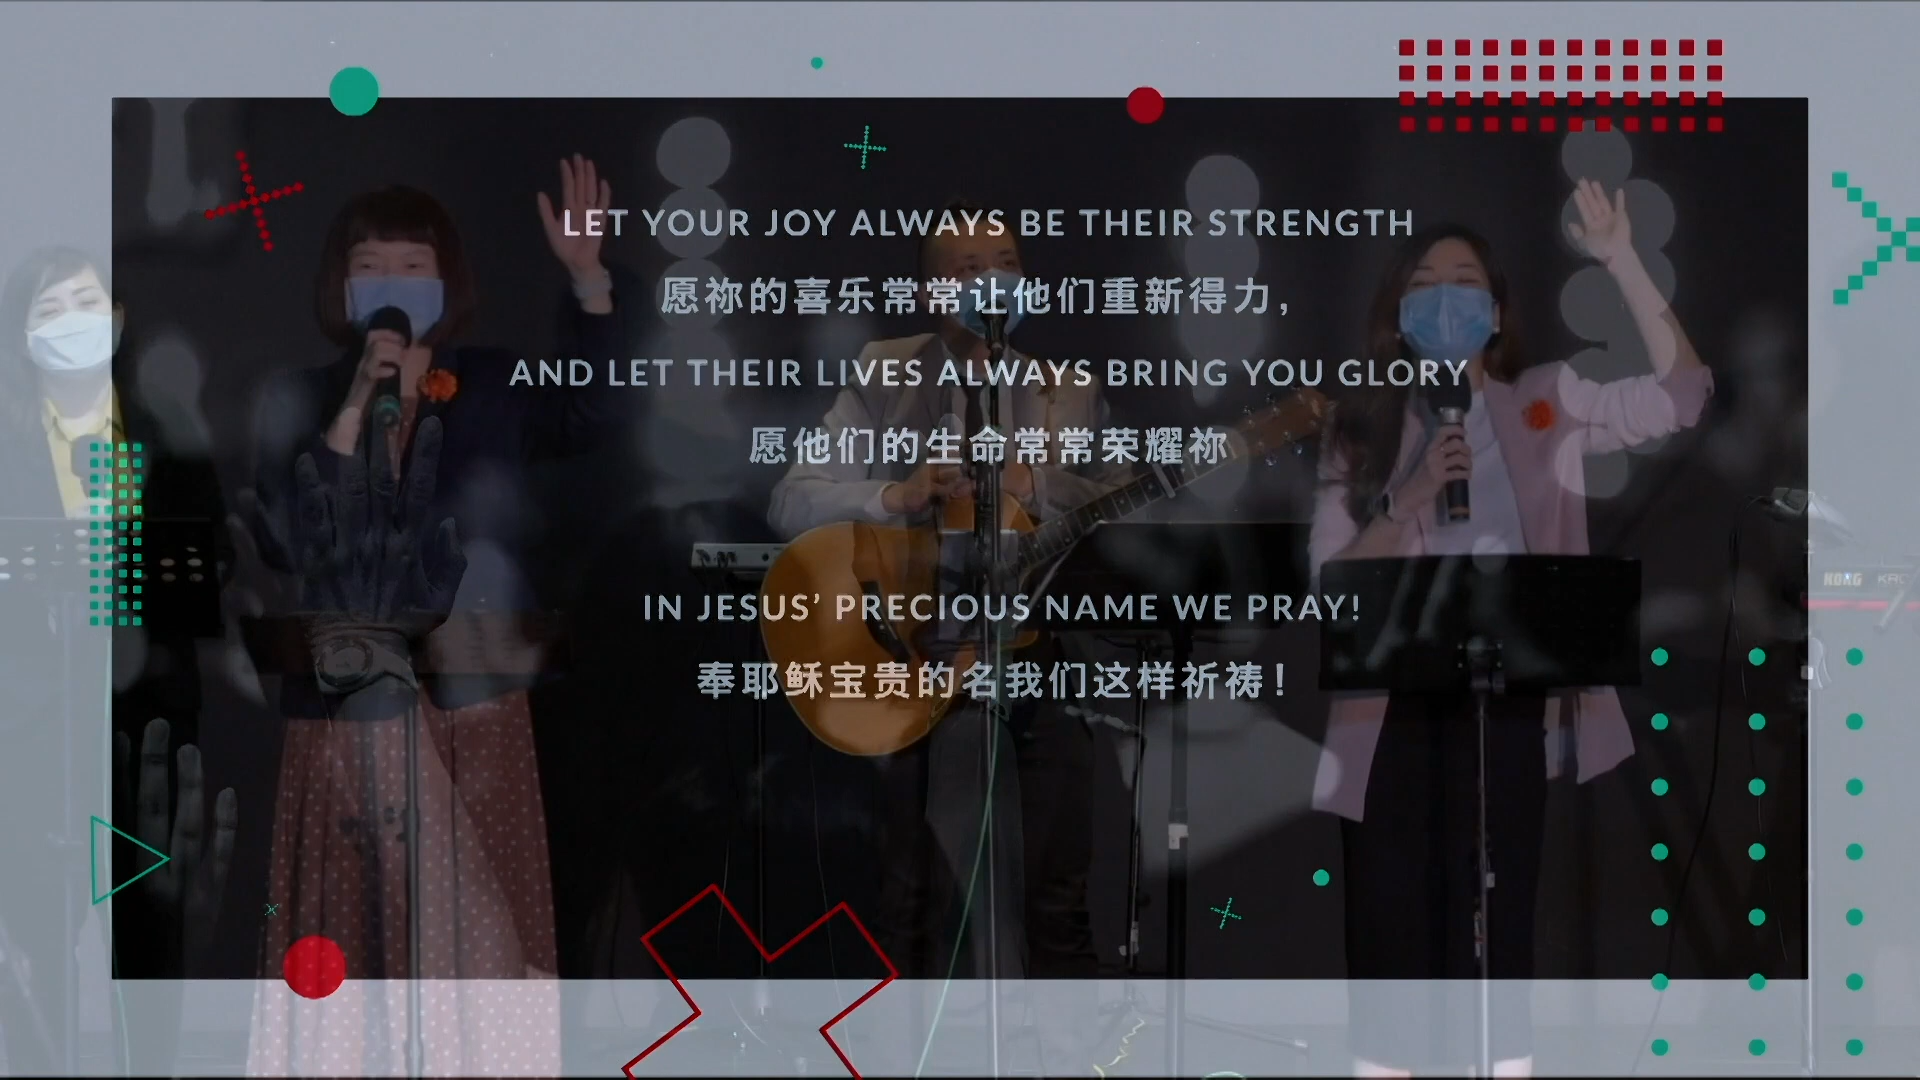 LET YOUR JOY ALWAYS BE THEIR STRENGTH
愿祢的喜乐常常让他们重新得力，
AND LET THEIR LIVES ALWAYS BRING YOU GLORY
愿他们的生命常常荣耀祢
IN JESUS’ PRECIOUS NAME WE PRAY!
奉耶稣宝贵的名我们这样祈祷！
KORG